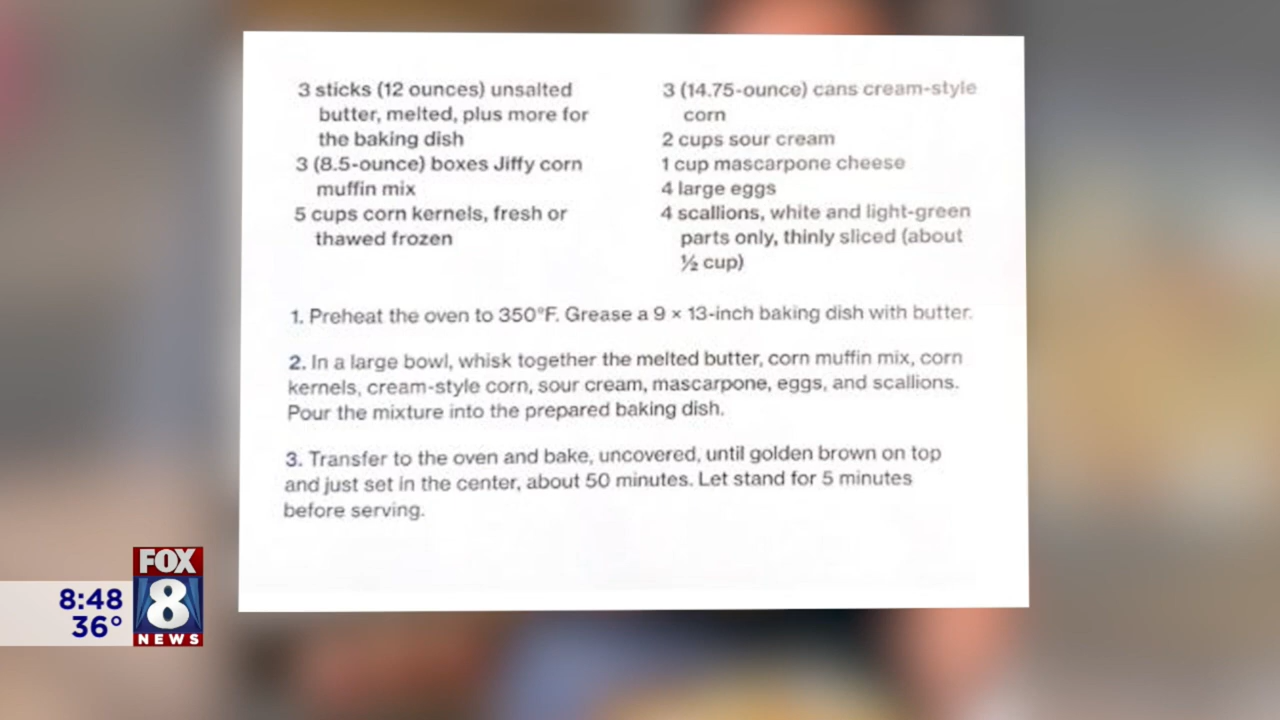 3 sticks (12 ounces) unsalted
butter, melted, plus more for
the baking dish
3 (8.5-ounce) boxes Jiffy corn
muffin mix
5 cups corn kernels, fresh or
thawed frozen
3 (14.75-ounce) cans cream-style
corn
2 cups sour cream
1 cup mascarpone cheese
4 large eggs
4 scallions, white and light-green
parts only, thinly sliced (about
½ cup)
1. Preheat the oven to 350°F. Grease a 9 × 13-inch baking dish with butter.
2. In a large bowl, whisk together the melted butter, corn muffin mix, corn
kernels, cream-style corn, sour cream, mascarpone, eggs, and scallions.
Pour the mixture into the prepared baking dish.
3. Transfer to the oven and bake, uncovered, until golden brown on top
and just set in the center, about 50 minutes. Let stand for 5 minutes
before serving.
8:48
36°
FOX
8
NEWS